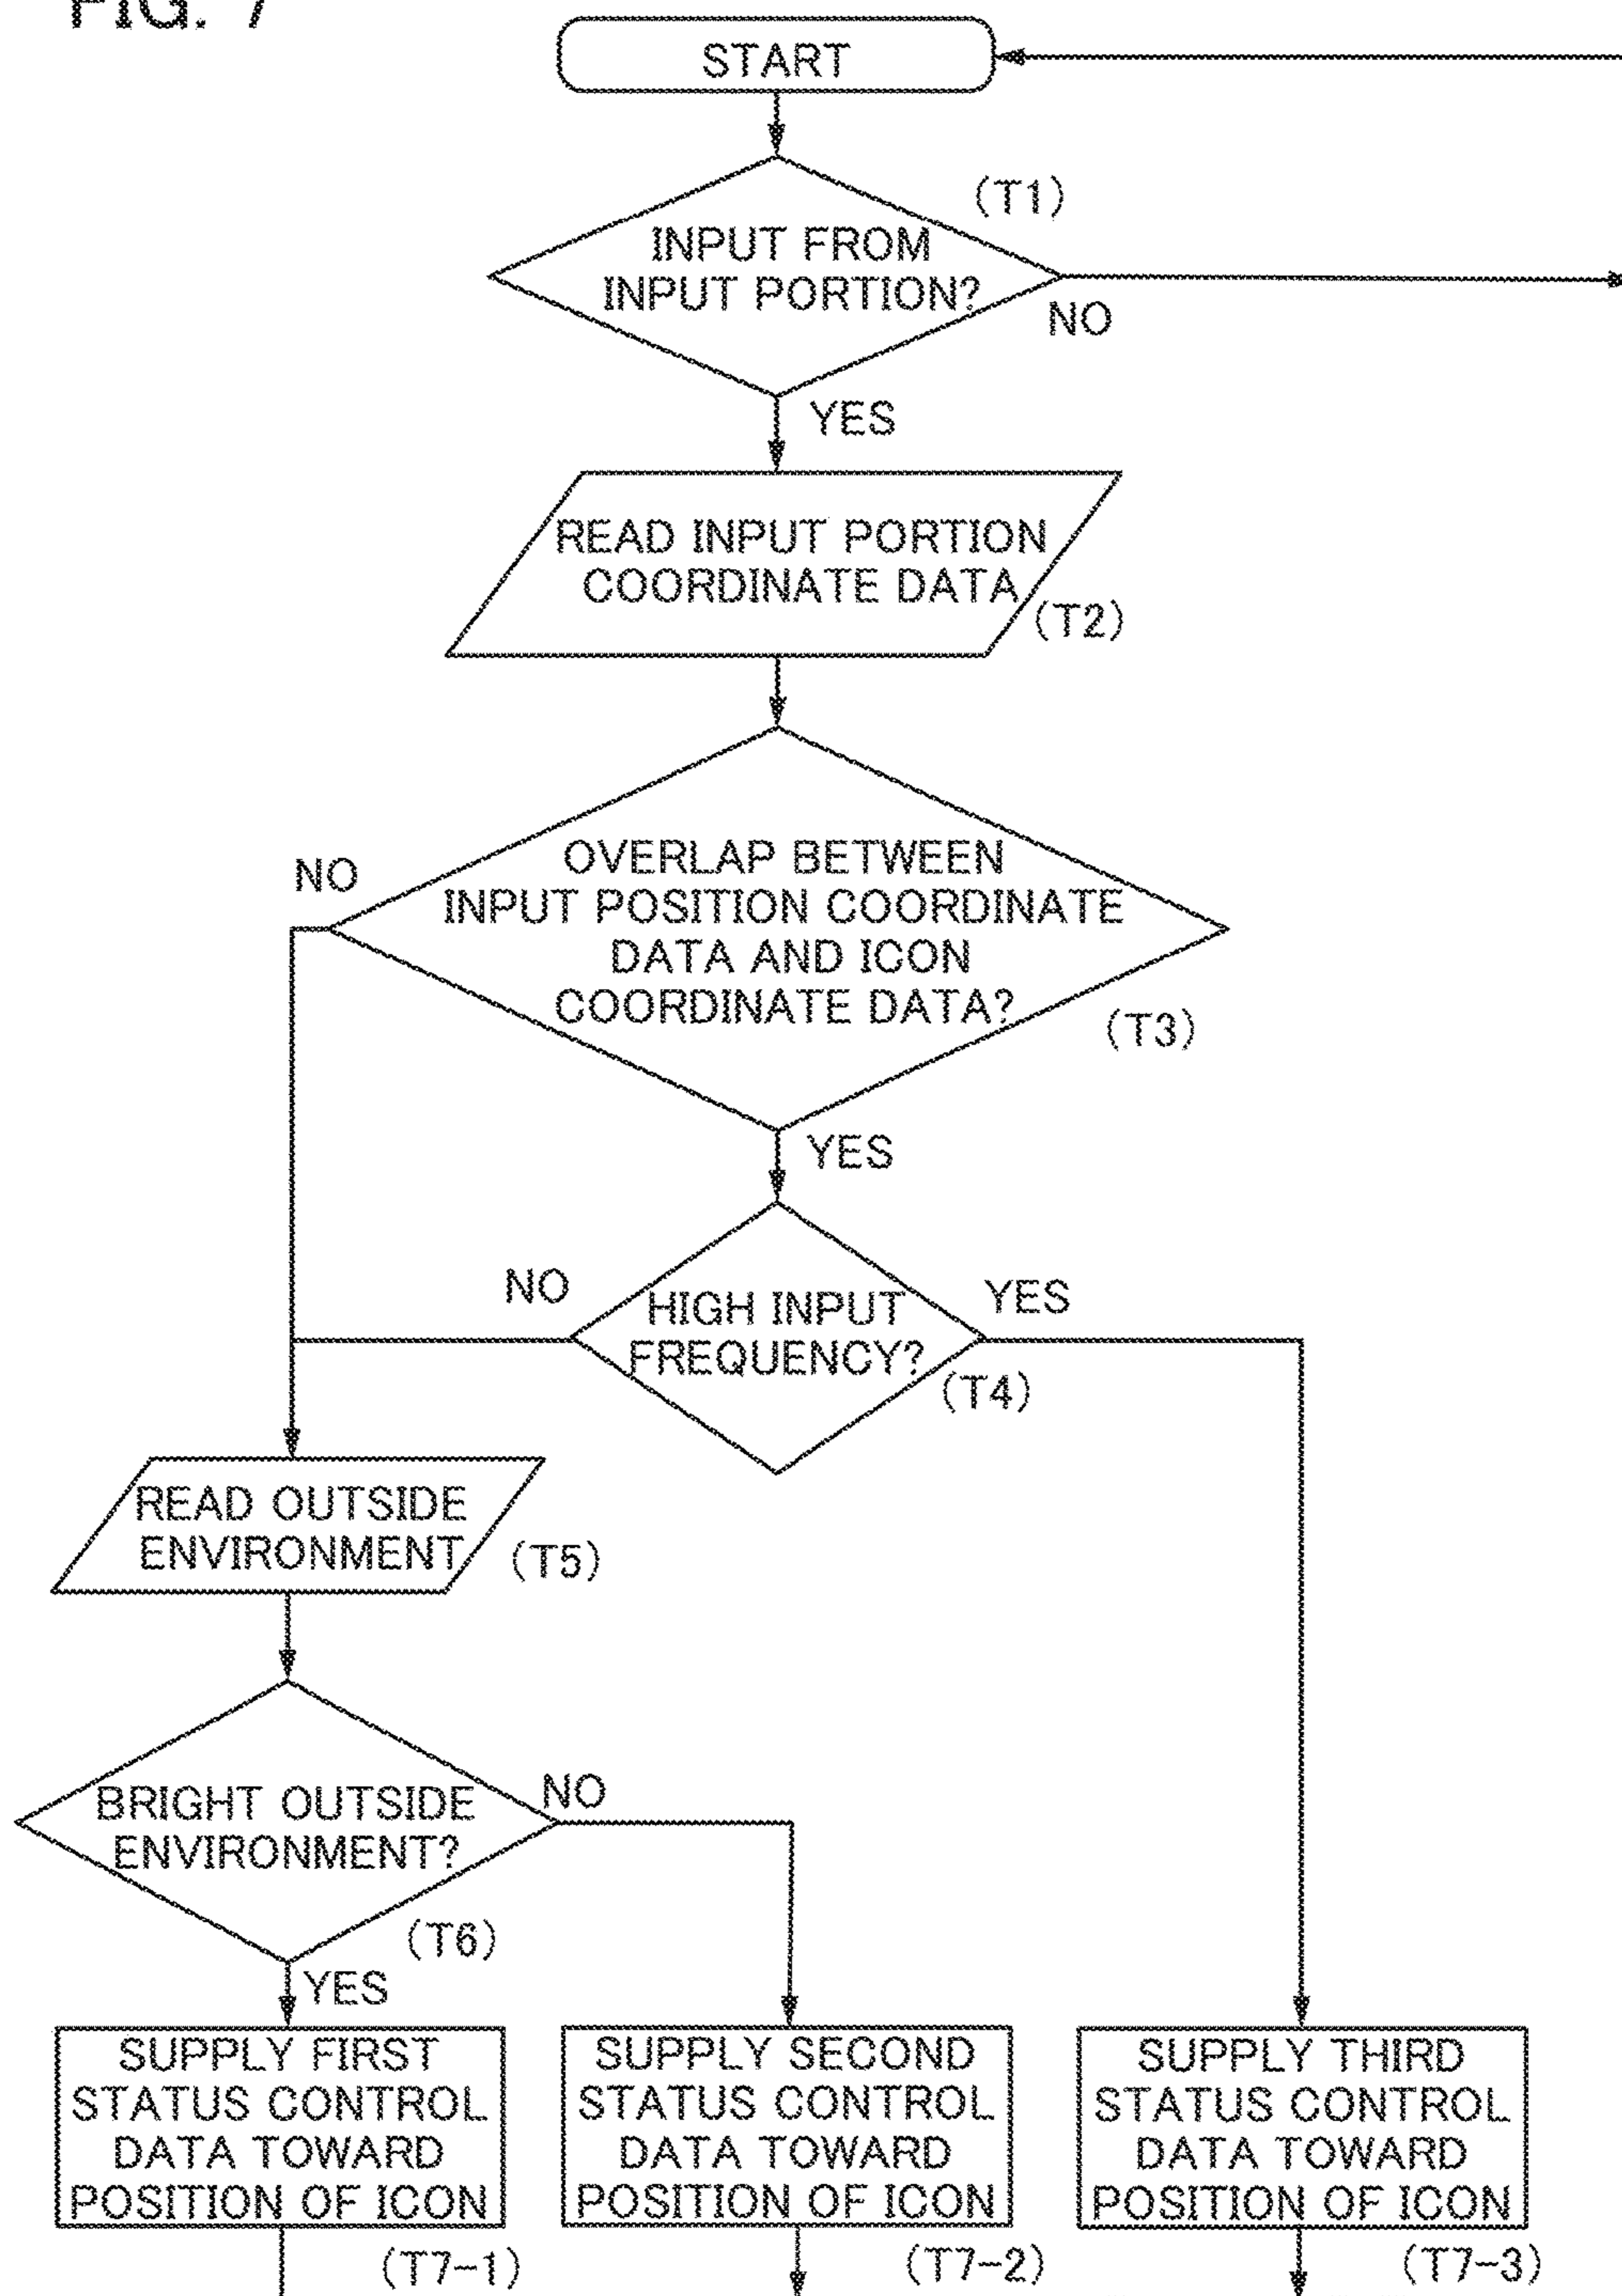 FIG. 7
START
(T1)
INPUT FROM
INPUT PORTION?
NO
YES
READ INPUT PORTION
COORDINATE DATA
(T2)
NO
OVERLAP BETWEEN
INPUT POSITION COORDINATE
DATA AND ICON
COORDINATE DATA?
(T3)
YES
NO
HIGH INPUT
FREQUENCY?
YES
(T4)
READ OUTSIDE
ENVIRONMENT
(T5)
BRIGHT OUTSIDE
ENVIRONMENT?
NO
(T6)
YES
SUPPLY FIRST
STATUS CONTROL
DATA TOWARD
POSITION OF ICON
(T7-1)
SUPPLY SECOND
STATUS CONTROL
DATA TOWARD
POSITION OF ICON
(T7-2)
SUPPLY THIRD
STATUS CONTROL
DATA TOWARD
POSITION OF ICON
(T7-3)